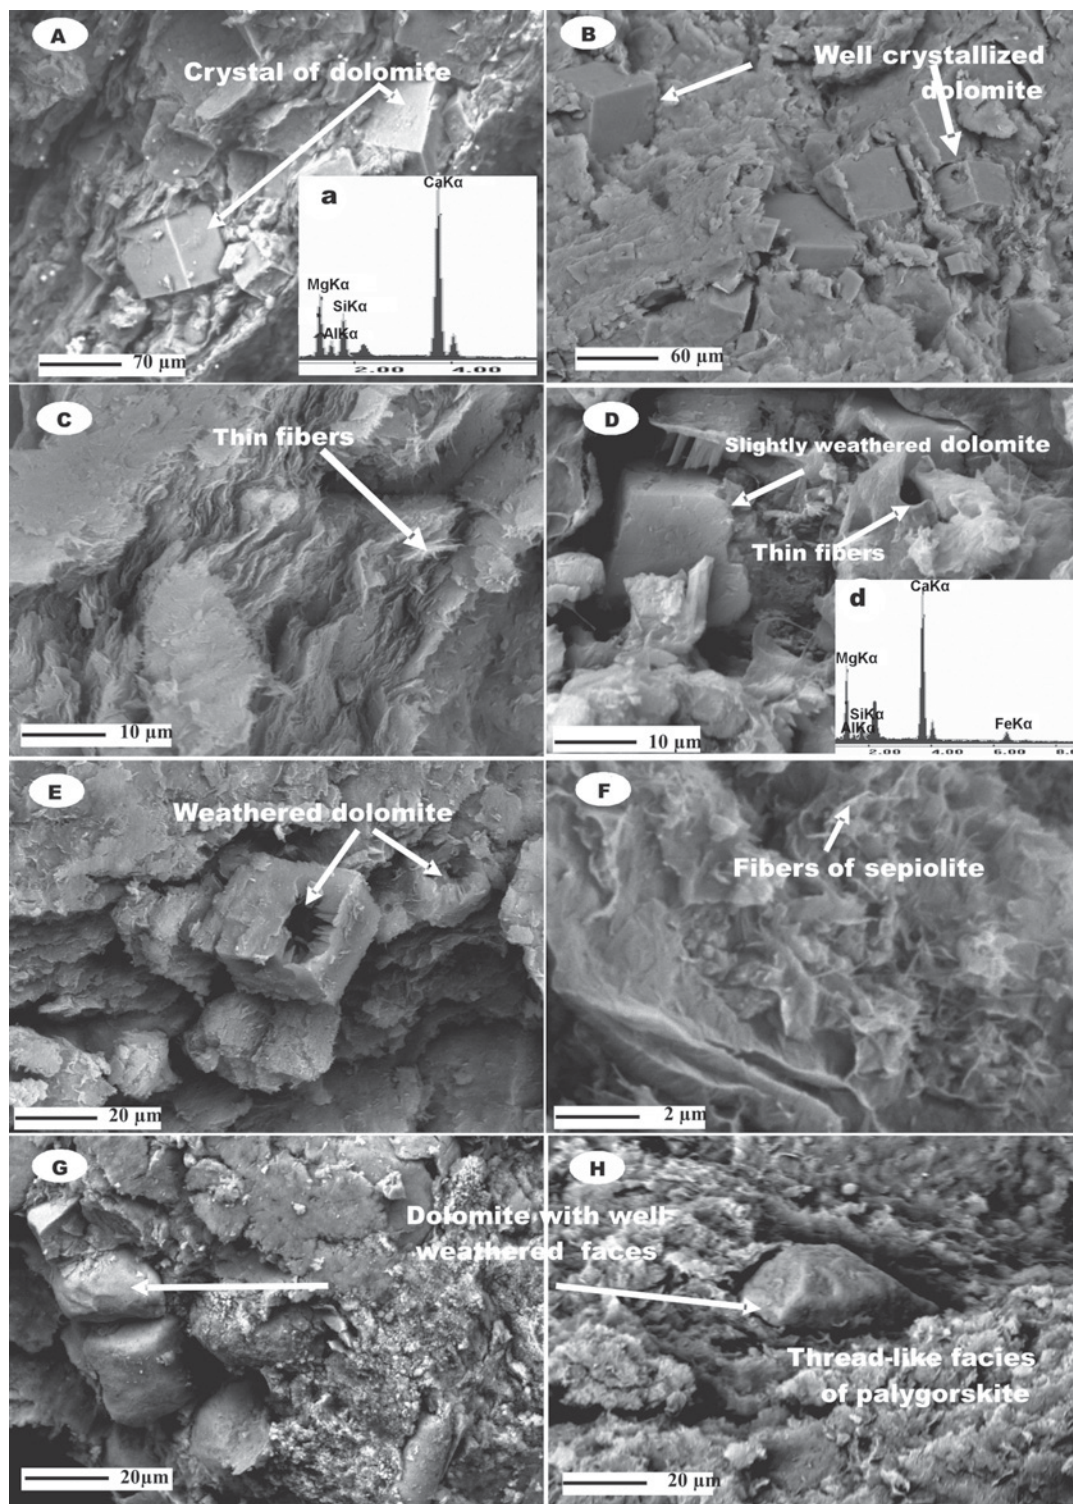 A
Crystal of dolomite
a
CaKα
MgKα
SiKα
AlKα
2.00 4.00
70 µm
B
Well crystallized
dolomite
60 µm
C
Thin fibers
10 µm
D
Slightly weathered dolomite
Thin fibers
d
CaKα
MgKα
SiKα
AlKα
FeKα
2.00 4.00 6.00
10 µm
E
Weathered dolomite
20 µm
F
Fibers of sepiolite
2 µm
G
Dolomite with well
weathered faces
20µm
H
Thread-like facies
of palygorskite
20 µm